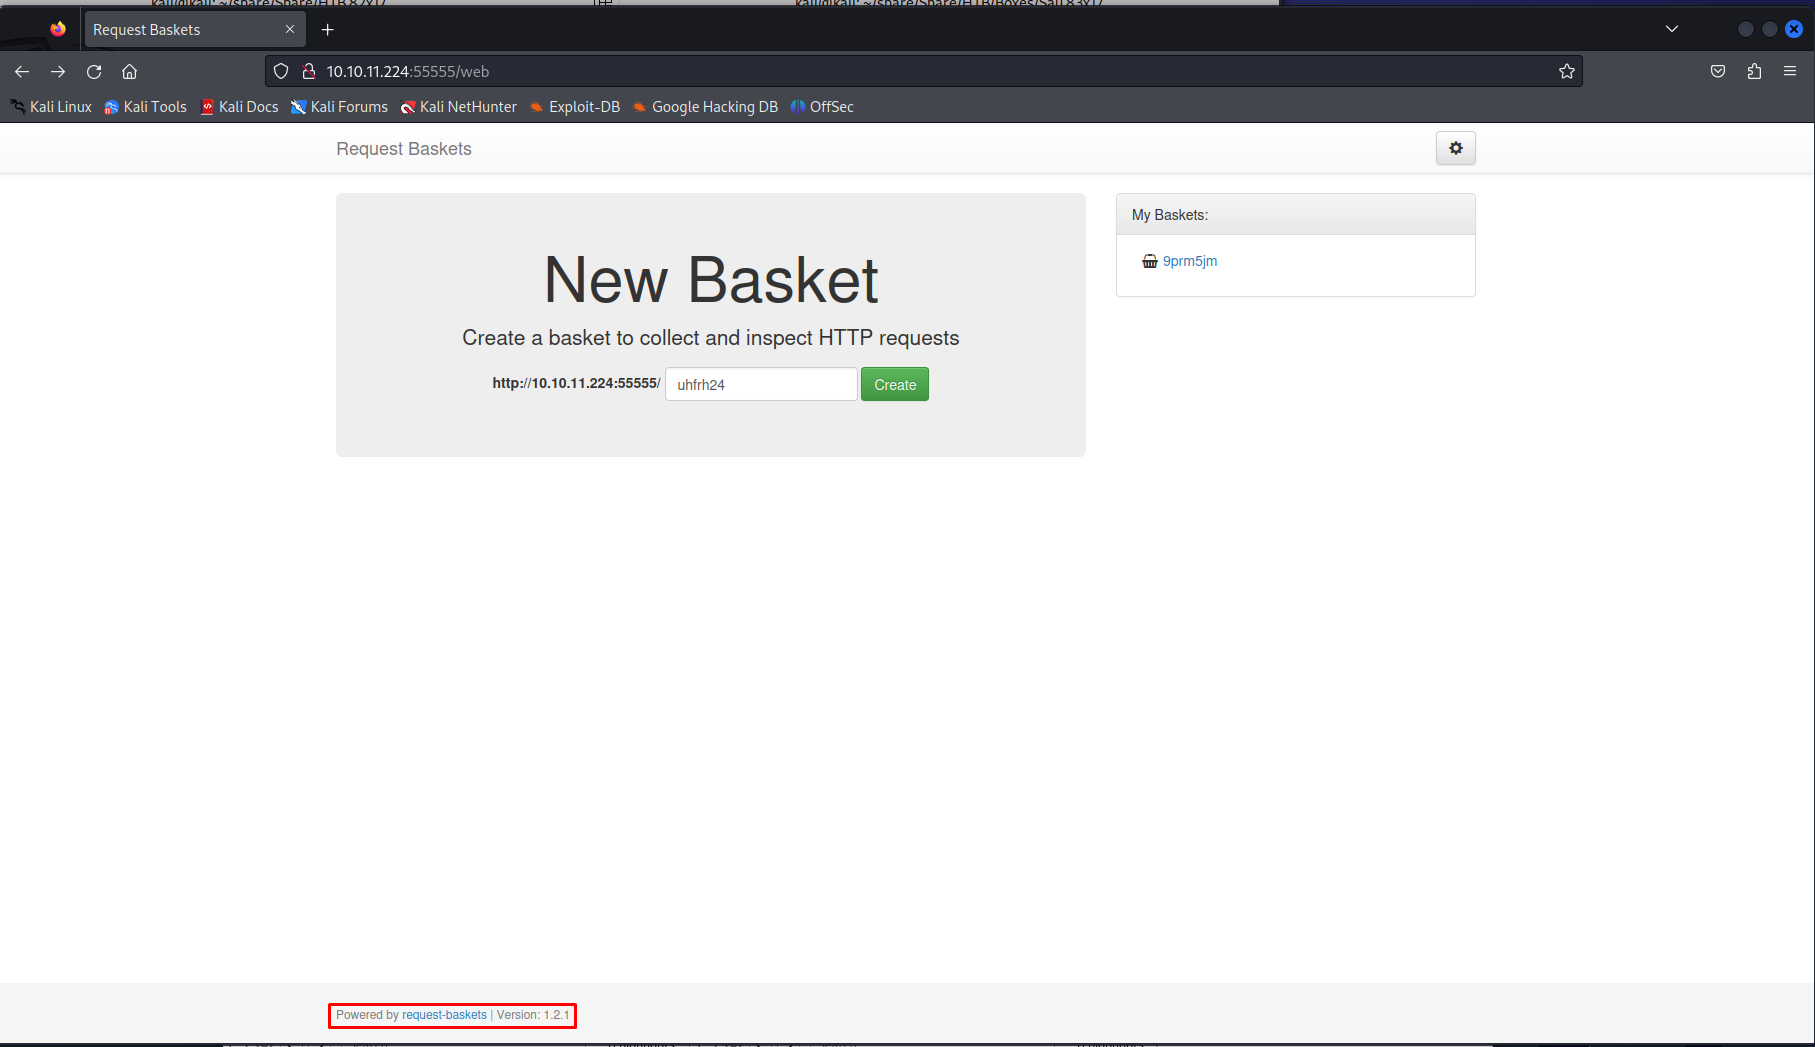 Request Baskets
10.10.11.224:55555/web
Kali Linux Kali Tools Kali Docs Kali Forums Kali NetHunter Exploit-DB Google Hacking DB OffSec
Request Baskets
New Basket
Create a basket to collect and inspect HTTP requests
http://10.10.11.224:55555/ uhfrh24 Create
My Baskets:
9prm5jm
Powered by request-baskets | Version: 1.2.1